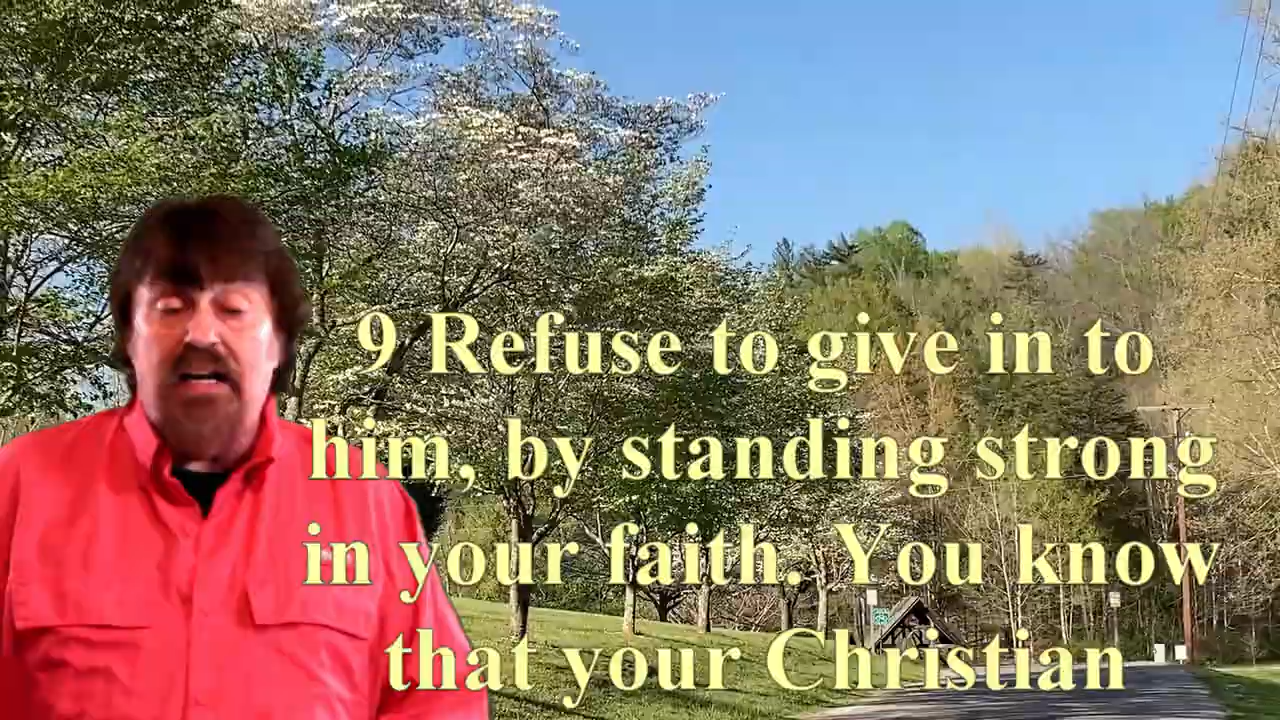 9 Refuse to give in to
him, by standing strong
in your faith. You know
that your Christian